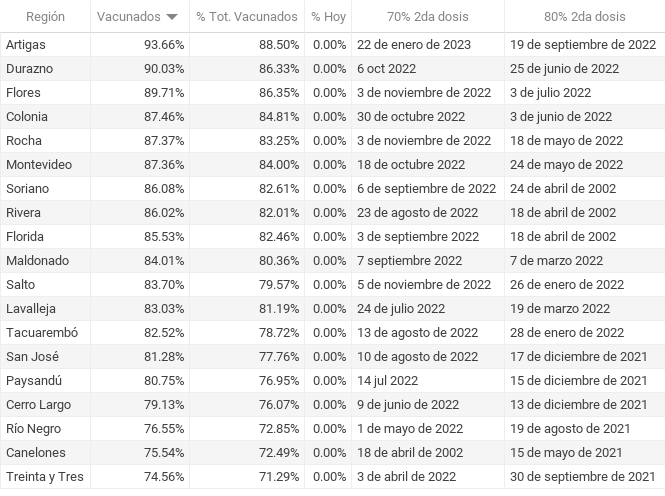 Región Vacunados % Tot. Vacunados % Hoy 70% 2da dosis 80% 2da dosis
Artigas 93.66% 88.50% 0.00% 22 de enero de 2023 19 de septiembre de 2022
Durazno 90.03% 86.33% 0.00% 6 oct 2022 25 de junio de 2022
Flores 89.71% 86.35% 0.00% 3 de noviembre de 2022 3 de julio 2022
Colonia 87.46% 84.81% 0.00% 30 de octubre 2022 3 de junio de 2022
Rocha 87.37% 83.25% 0.00% 3 de noviembre de 2022 18 de mayo de 2022
Montevideo 87.36% 84.00% 0.00% 18 de octubre 2022 24 de mayo de 2022
Soriano 86.08% 82.61% 0.00% 6 de septiembre de 2022 24 de abril de 2002
Rivera 86.02% 82.01% 0.00% 23 de agosto de 2022 18 de abril de 2002
Florida 85.53% 82.46% 0.00% 3 de septiembre 2022 18 de abril de 2002
Maldonado 84.01% 80.36% 0.00% 7 septiembre 2022 7 de marzo 2022
Salto 83.70% 79.57% 0.00% 5 de noviembre de 2022 26 de enero de 2022
Lavalleja 83.03% 81.19% 0.00% 24 de julio 2022 19 de marzo 2022
Tacuarembó 82.52% 78.72% 0.00% 13 de agosto de 2022 28 de enero de 2022
San José 81.28% 77.76% 0.00% 10 de agosto de 2022 17 de diciembre de 2021
Paysandú 80.75% 76.95% 0.00% 14 jul 2022 15 de diciembre de 2021
Cerro Largo 79.13% 76.07% 0.00% 9 de junio de 2022 13 de diciembre de 2021
Río Negro 76.55% 72.85% 0.00% 1 de mayo de 2022 19 de agosto de 2021
Canelones 75.54% 72.49% 0.00% 18 de abril de 2002 15 de mayo de 2021
Treinta y Tres 74.56% 71.29% 0.00% 3 de abril de 2022 30 de septiembre de 2021